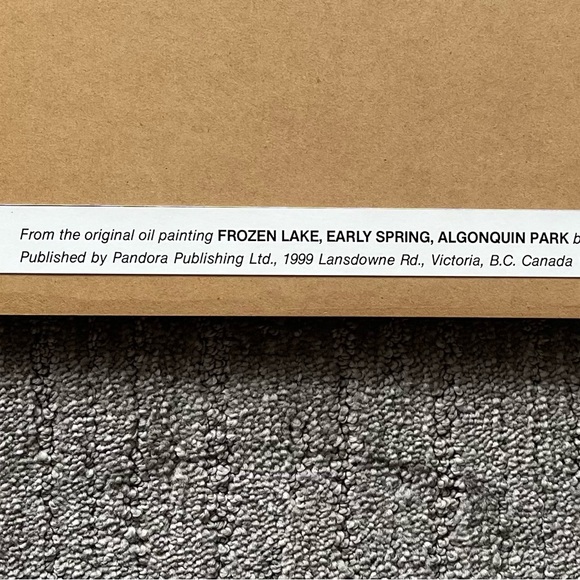 From the original oil painting FROZEN LAKE, EARLY SPRING, ALGONQUIN PARK
Published by Pandora Publishing Ltd., 1999 Lansdowne Rd., Victoria, B.C. Canada